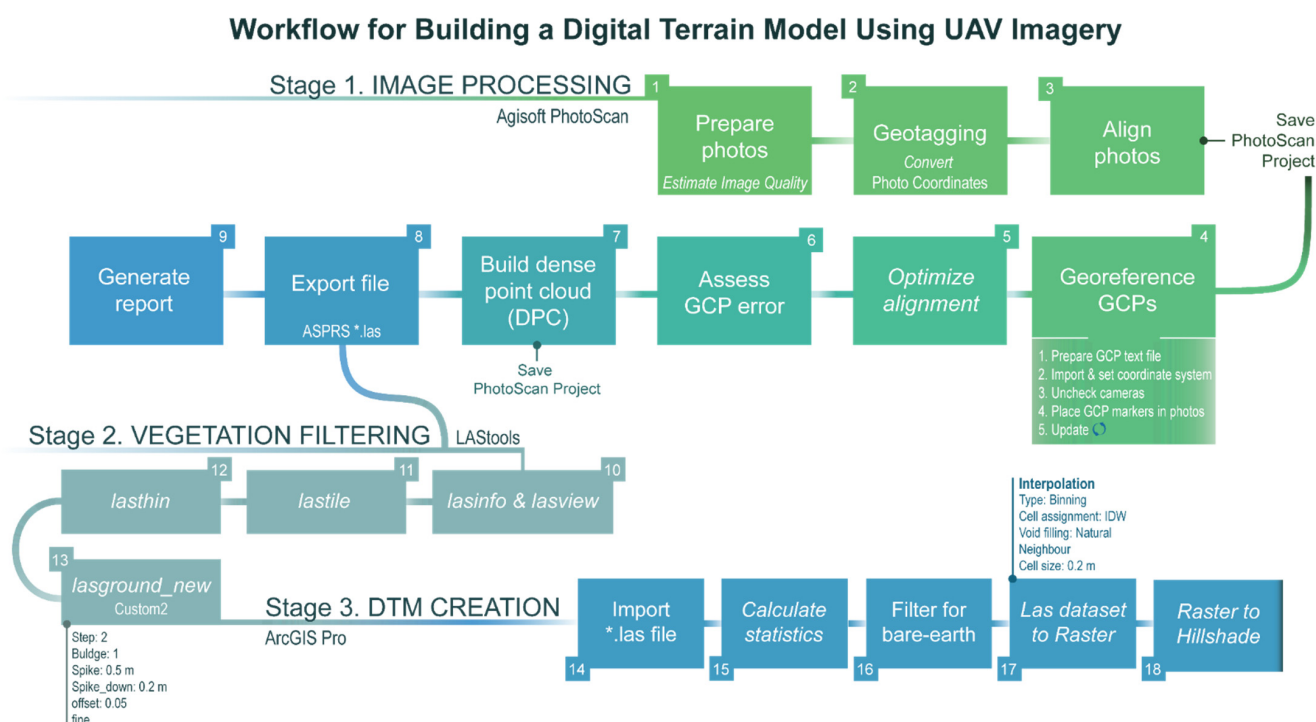 Workflow for Building a Digital Terrain Model Using UAV Imagery
Stage 1. IMAGE PROCESSING
Agisoft PhotoScan
1
Prepare
photos
Estimate Image Quality
2
Geotagging
Convert
Photo Coordinates
3
Align
photos
Save
PhotoScan
Project
4
Georeference
GCPs
1. Prepare GCP text file
2. Import & set coordinate system
3. Uncheck cameras
4. Place GCP markers in photos
5. Update
5
Optimize
alignment
6
Assess
GCP error
7
Build dense
point cloud
(DPC)
Save
PhotoScan Project
8
Export file
ASPRS *.las
9
Generate
report
Stage 2. VEGETATION FILTERING
LAStools
10
lasinfo & lasview
11
lastile
12
lasthin
13
lasground_new
Custom2
Step: 2
Buldge: 1
Spike: 0.5 m
Spike_down: 0.2 m
offset: 0.05
fine
Stage 3. DTM CREATION
ArcGIS Pro
Import
*.las file
14
Calculate
statistics
15
Filter for
bare-earth
16
Interpolation
Type: Binning
Cell assignment: IDW
Void filling: Natural
Neighbour
Cell size: 0.2 m
Las dataset
to Raster
17
Raster to
Hillshade
18